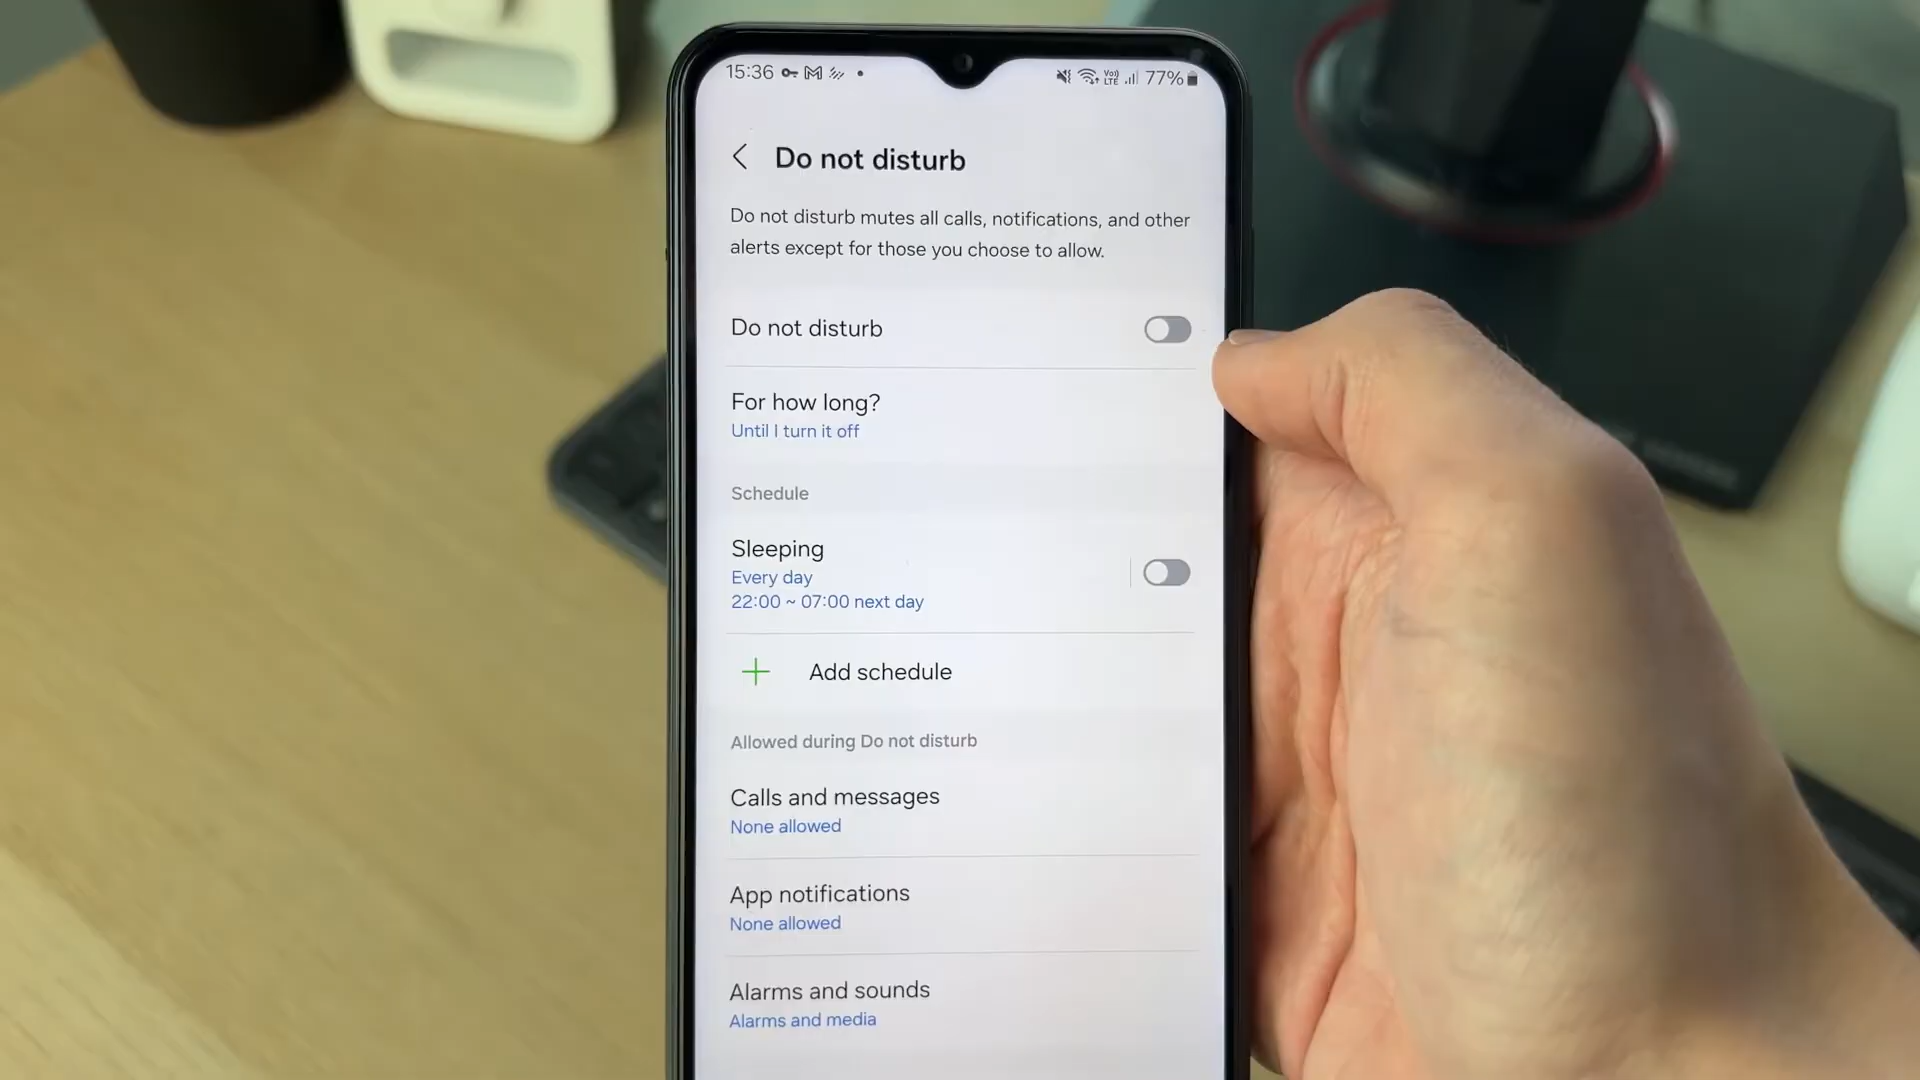 15:36
Vo)) LTE 77%
Do not disturb
Do not disturb mutes all calls, notifications, and other
alerts except for those you choose to allow.
Do not disturb
For how long?
Until I turn it off
Schedule
Sleeping
Every day
22:00 ~ 07:00 next day
Add schedule
Allowed during Do not disturb
Calls and messages
None allowed
App notifications
None allowed
Alarms and sounds
Alarms and media